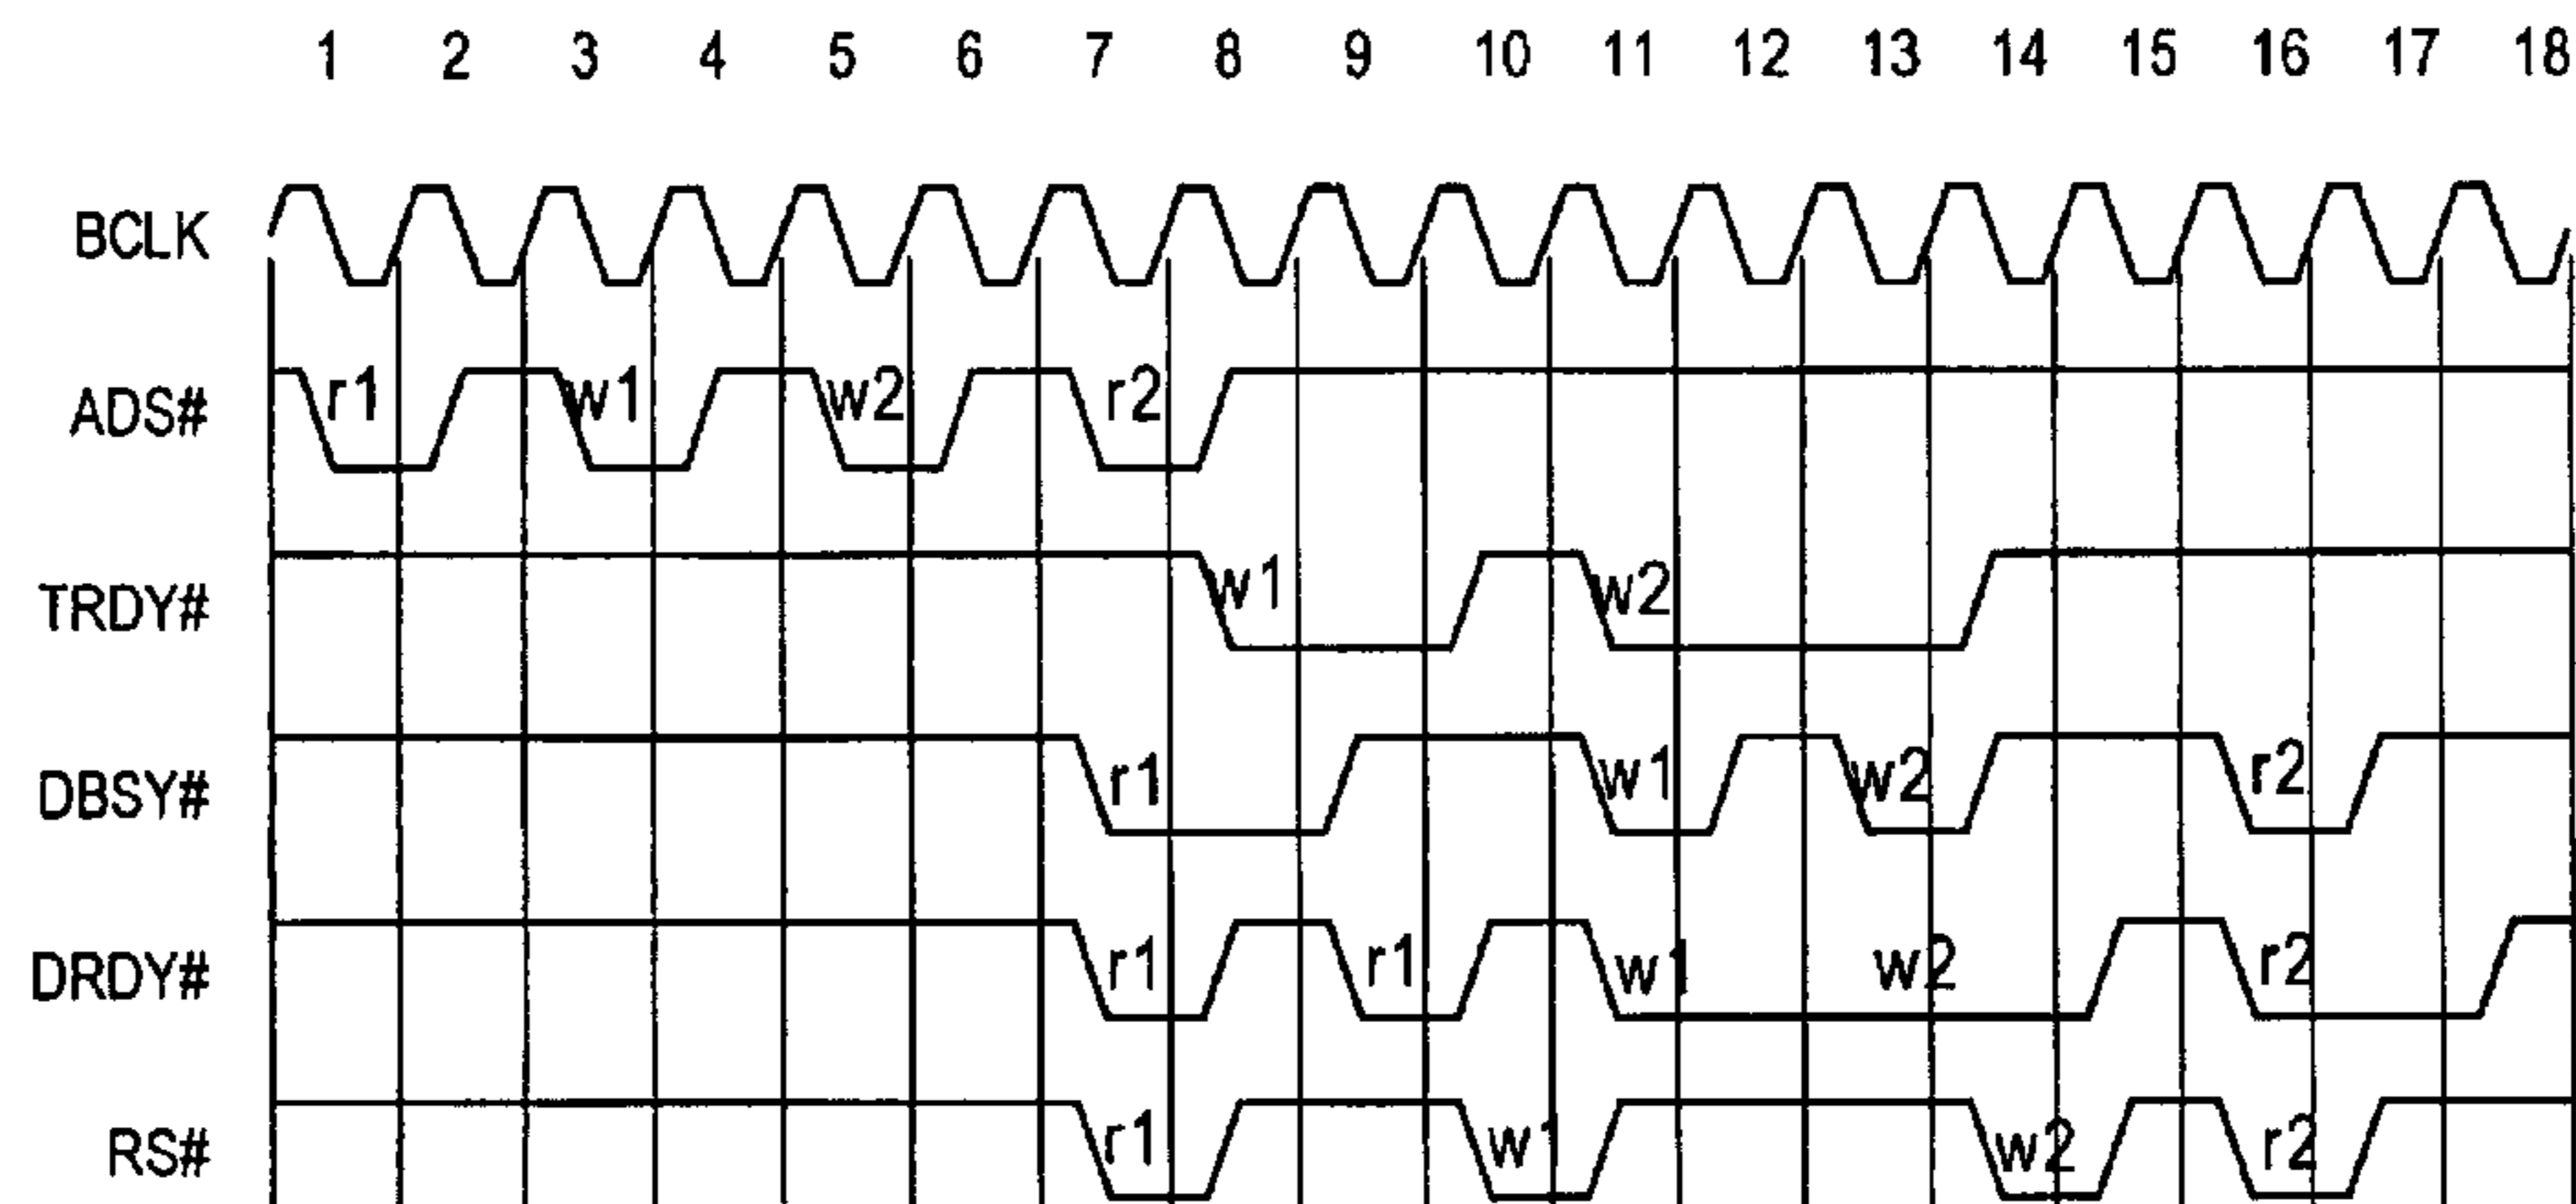 1 2 3 4 5 6 7 8 9 10 11 12 13 14 15 16 17 18
BCLK
ADS# r1 w1 w2 r2
TRDY# w1 w2
DBSY# r1 w1 w2 r2
DRDY# r1 r1 w1 w2 r2
RS# r1 w1 w2 r2